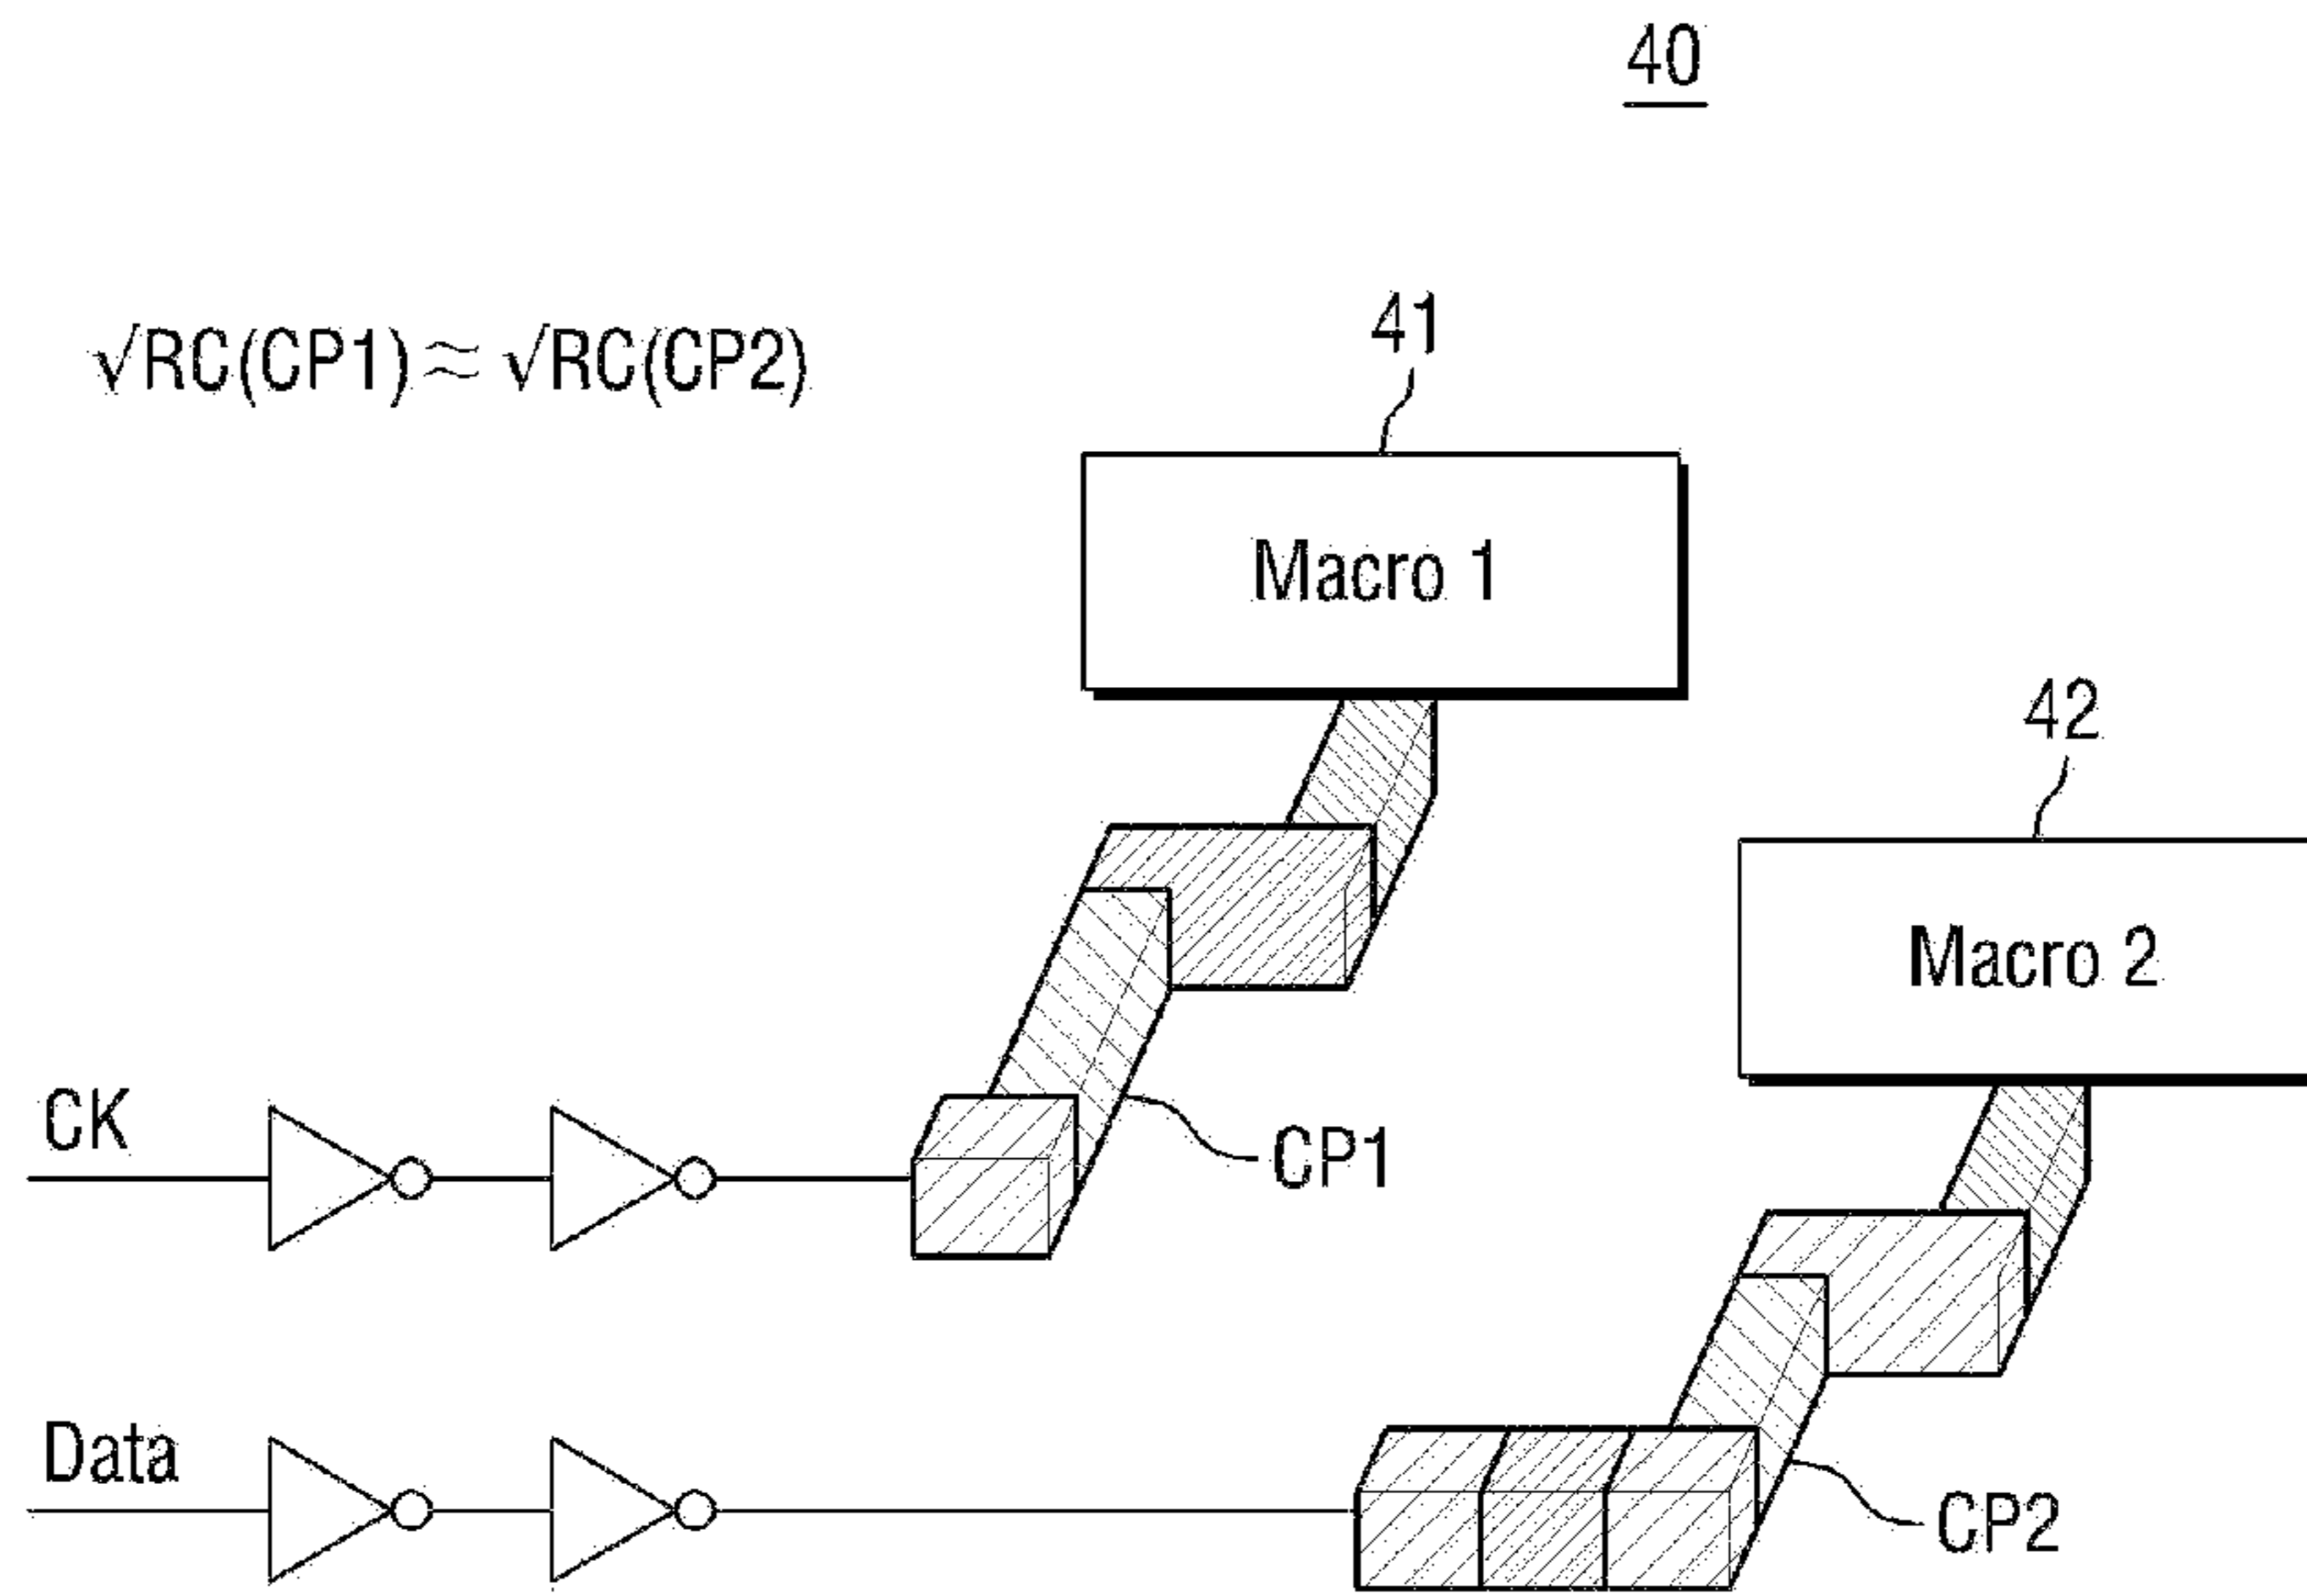 40
√RC(CP1)≈√RC(CP2)
41
Macro 1
42
Macro 2
CK
CP1
Data
CP2